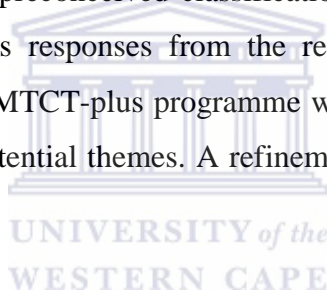 preconceived classification
s responses from the re
MTCT-plus programme w
tential themes. A refinem
UNIVERSITY of the
WESTERN CAPE